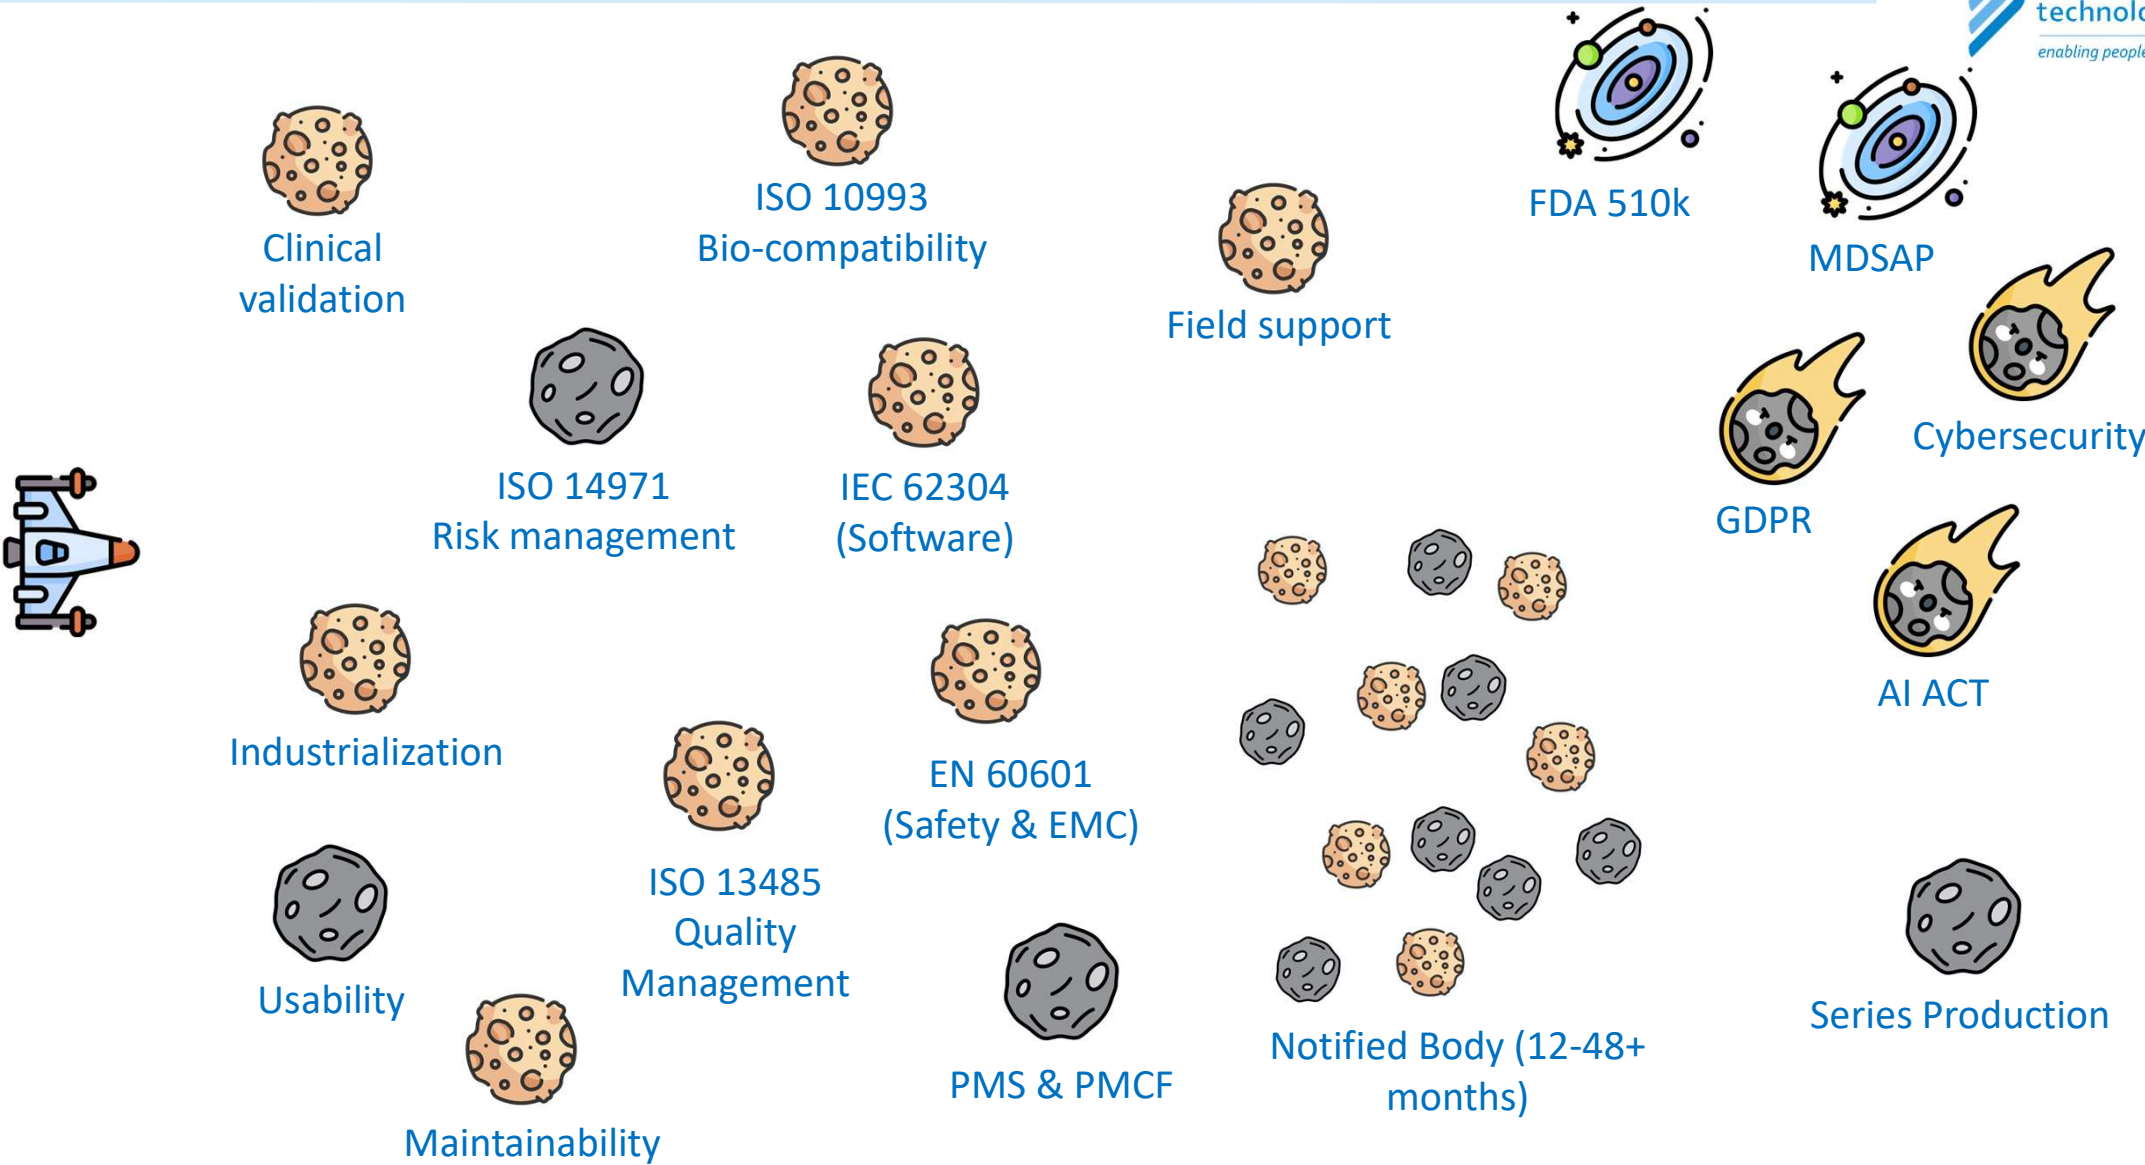 technolo
enabling people
Clinical
validation
ISO 10993
Bio-compatibility
Field support
FDA 510k
MDSAP
Cybersecurity
GDPR
AI ACT
ISO 14971
Risk management
IEC 62304
(Software)
Industrialization
EN 60601
(Safety & EMC)
ISO 13485
Quality
Management
Usability
Maintainability
PMS & PMCF
Notified Body (12-48+
months)
Series Production